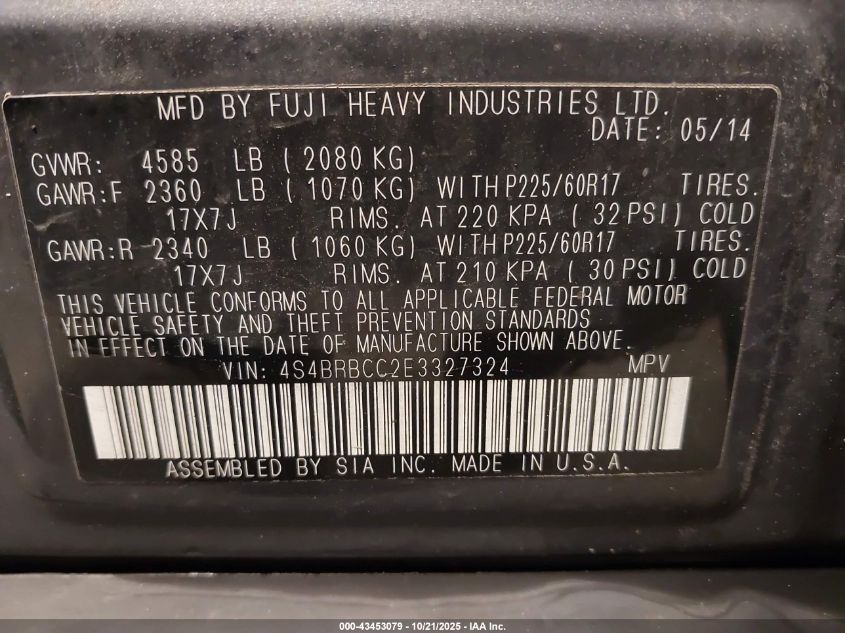 MFD BY FUJI HEAVY INDUSTRIES LTD.
DATE: 05/14
GVWR: 4585 LB ( 2080 KG)
GAWR:F 2360 LB ( 1070 KG) WITH P225/60R17 TIRES.
17X7J RIMS. AT 220 KPA ( 32 PSI) COLD
GAWR:R 2340 LB ( 1060 KG) WITH P225/60R17 TIRES.
17X7J RIMS. AT 210 KPA ( 30 PSI) COLD
THIS VEHICLE CONFORMS TO ALL APPLICABLE FEDERAL MOTOR
VEHICLE SAFETY AND THEFT PREVENTION STANDARDS
IN EFFECT ON THE DATE OF MANUFACTURE SHOWN ABOVE.
VIN: 4S4BRBCC2E3327324 MPV
ASSEMBLED BY SIA INC. MADE IN U.S.A.
000-43453079 - 10/21/2025 - IAA Inc.